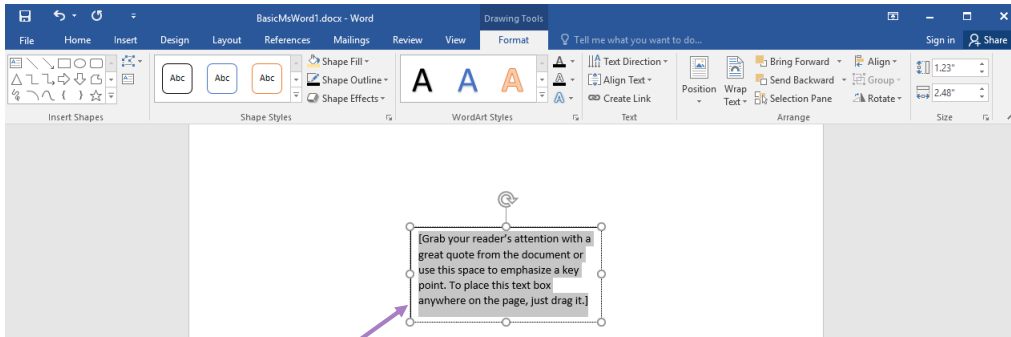 BasicMsWord1.docx - Word
Drawing Tools
File Home Insert Design Layout References Mailings Review View Format Tell me what you want to do... Sign in Share
Abc Abc Abc
Shape Fill
Shape Outline
Shape Effects
A A A
Text Direction
Align Text
Create Link
Position
Wrap Text
Bring Forward
Send Backward
Selection Pane
Align
Group
Rotate
1.23"
2.48"
Insert Shapes Shape Styles WordArt Styles Text Arrange Size
[Grab your reader's attention with a
great quote from the document or
use this space to emphasize a key
point. To place this text box
anywhere on the page, just drag it.]